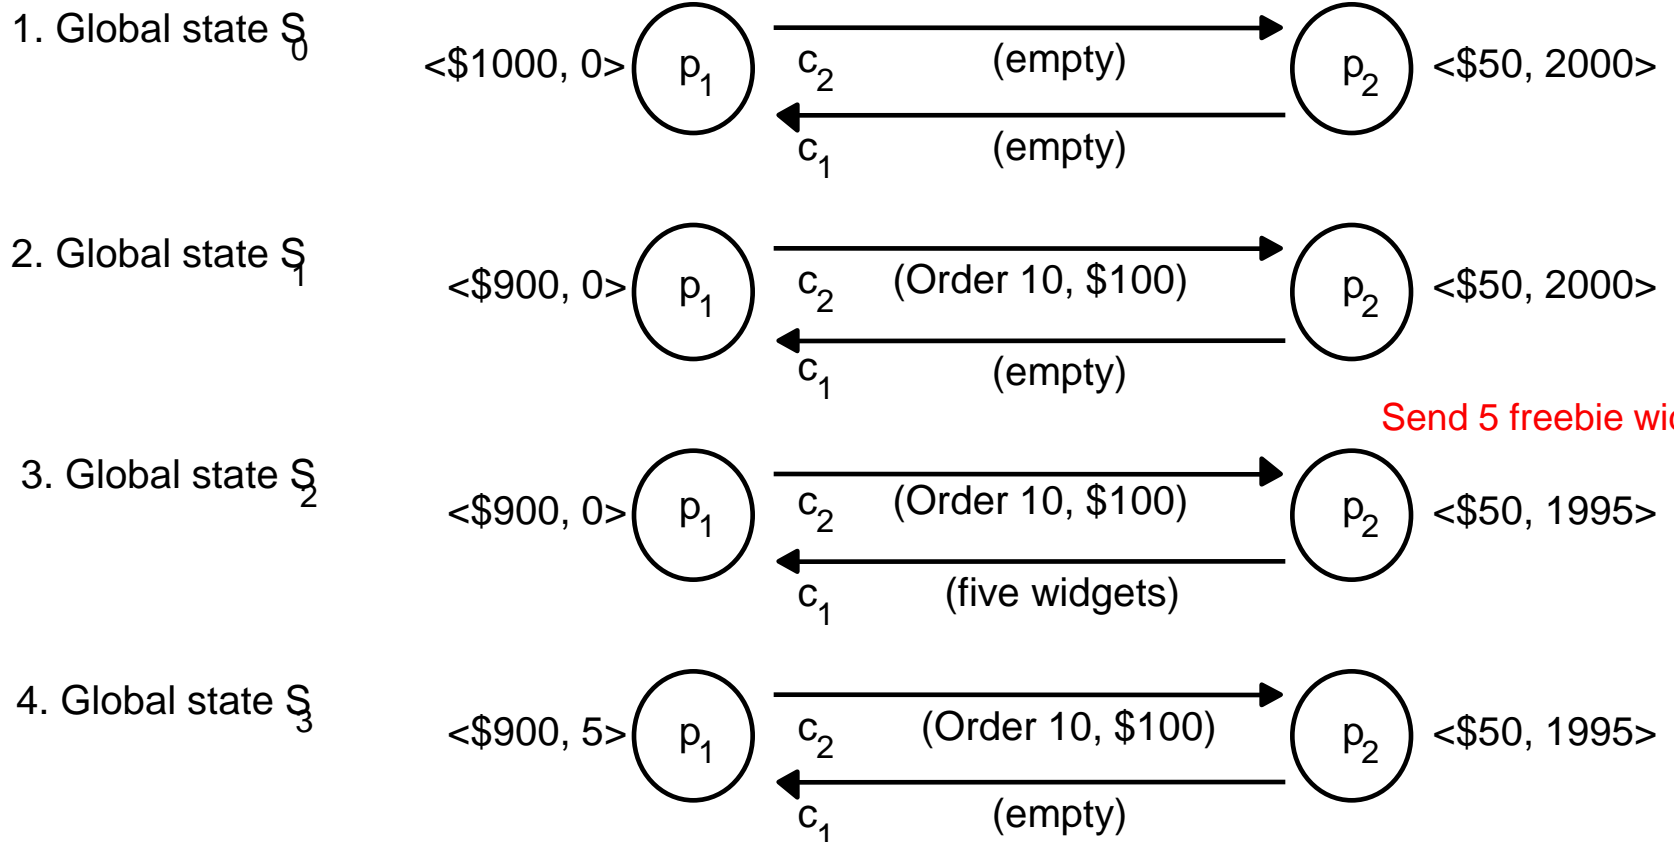 1. Global state S0
<$1000, 0> p1 c2 (empty) p2 <$50, 2000>
c1 (empty)
2. Global state S1
<$900, 0> p1 c2 (Order 10, $100) p2 <$50, 2000>
c1 (empty)
Send 5 freebie
3. Global state S2
<$900, 0> p1 c2 (Order 10, $100) p2 <$50, 1995>
c1 (five widgets)
4. Global state S3
<$900, 5> p1 c2 (Order 10, $100) p2 <$50, 1995>
c1 (empty)